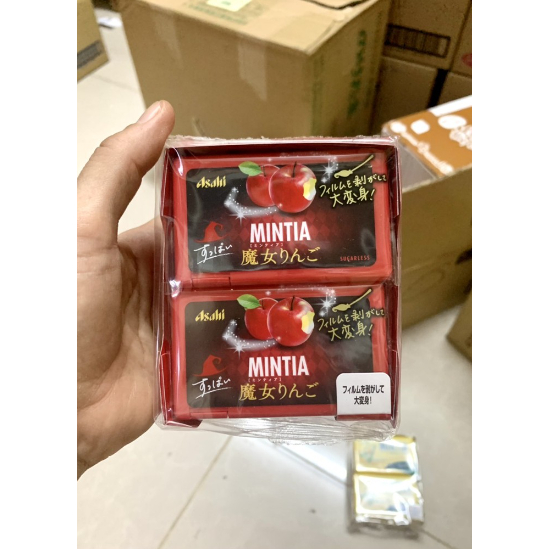 Asahi
フィルムを剥がして
大変身!
MINTIA
[ミンティア]
すっぱい
魔女りんご
SUGARLESS
Asahi
フィルムを剥がして
大変身!
MINTIA
[ミンティア]
すっぱい
魔女りんご
フィルムを剥がして
大変身!